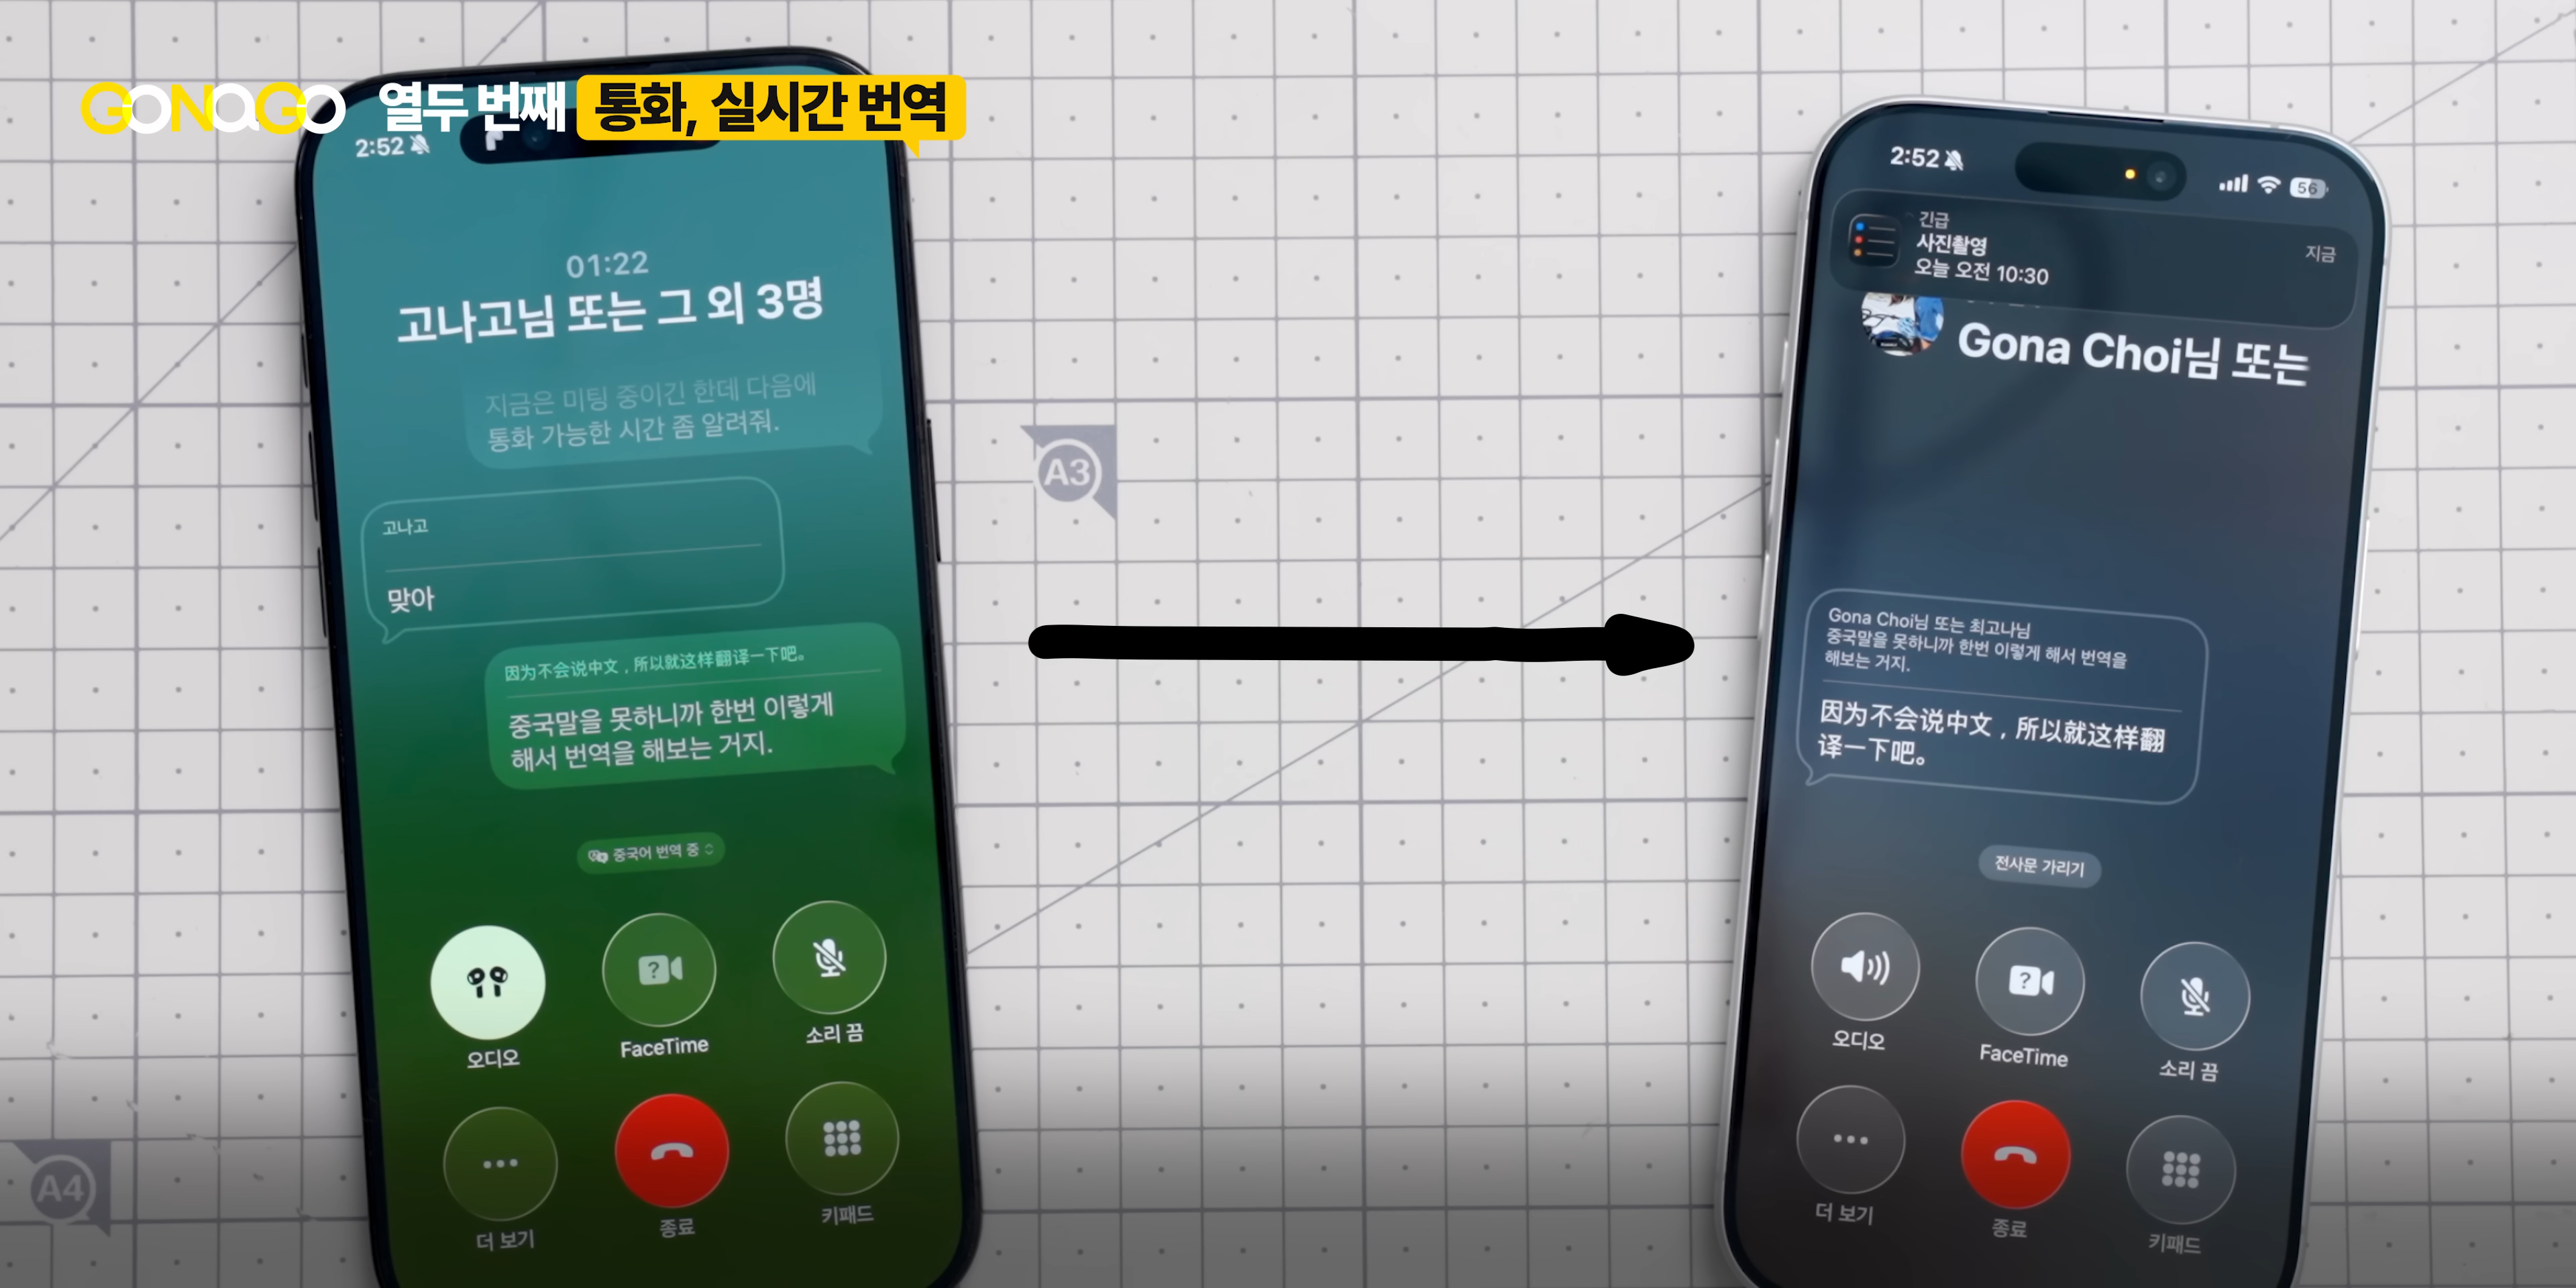 GONAGO 열두 번째 통화, 실시간 번역
2:52
01:22
고나고님 또는 그 외 3명
지금은 미팅 중이긴 한데 다음에
통화 가능한 시간 좀 알려줘.
고나고
맞아
因为不会说中文，所以就这样翻译一下吧。
중국말을 못하니까 한번 이렇게
해서 번역을 해보는 거지.
중국어 번역 중
오디오
FaceTime
소리 끔
더 보기
종료
키패드
A3
A4
2:52
56
긴급
사진촬영
오늘 오전 10:30
지금
Gona Choi님 또는
Gona Choi님 또는 최고나님
중국말을 못하니까 한번 이렇게 해서 번역을
해보는 거지.
因为不会说中文，所以就这样翻
译一下吧。
전사문 가리기
오디오
FaceTime
소리 끔
더 보기
종료
키패드